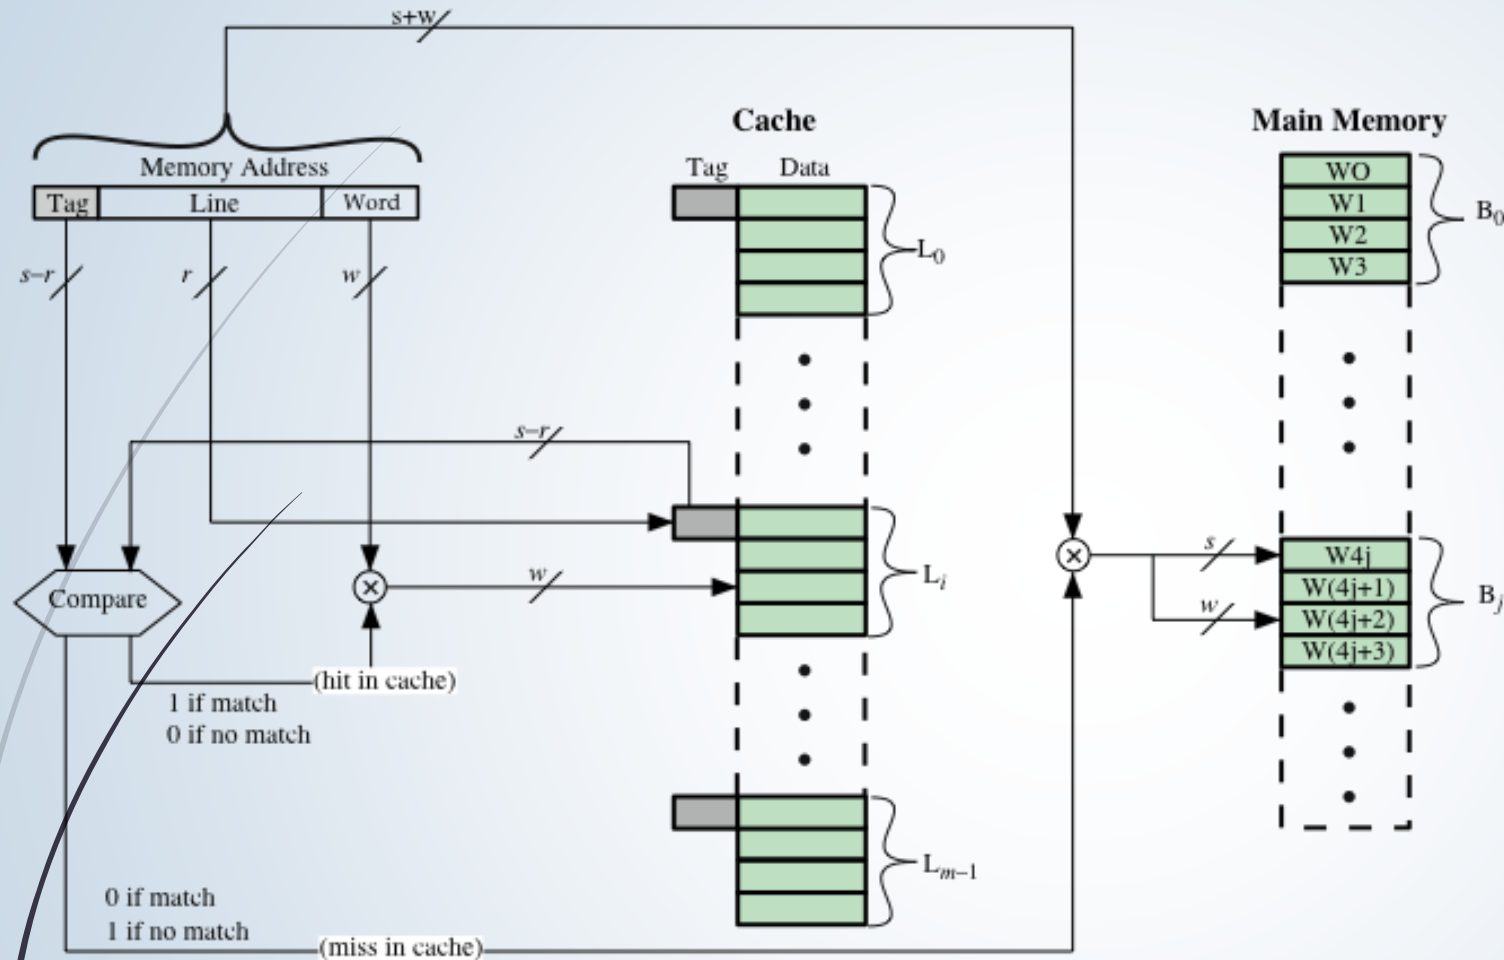 s+w
Cache
Main Memory
Memory Address
Tag Data
Tag Line Word
WO
W1
W2
W3
B0
L0
s–r
r
w
s–r
Li
Compare
w
s
w
W4j
W(4j+1)
W(4j+2)
W(4j+3)
Bj
(hit in cache)
1 if match
0 if no match
Lm–1
0 if match
1 if no match
(miss in cache)